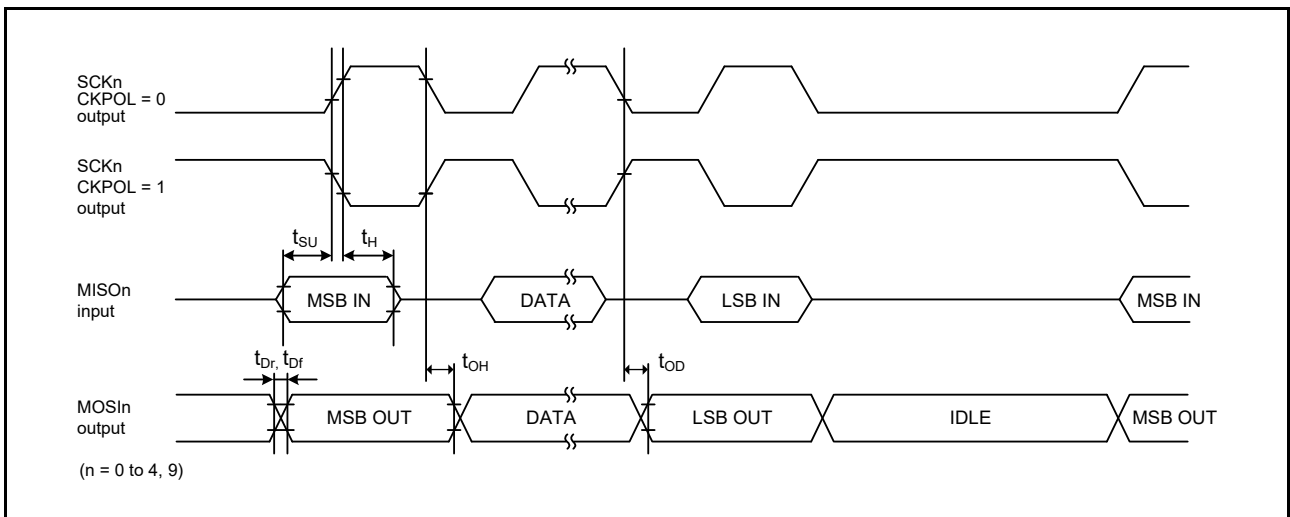 SCKn
CKPOL = 0
output
SCKn
CKPOL = 1
output
tSU
tH
MISOn
input
MSB IN
DATA
LSB IN
MSB IN
tDr, tDf
tOH
tOD
MOSIn
output
MSB OUT
DATA
LSB OUT
IDLE
MSB OUT
(n = 0 to 4, 9)